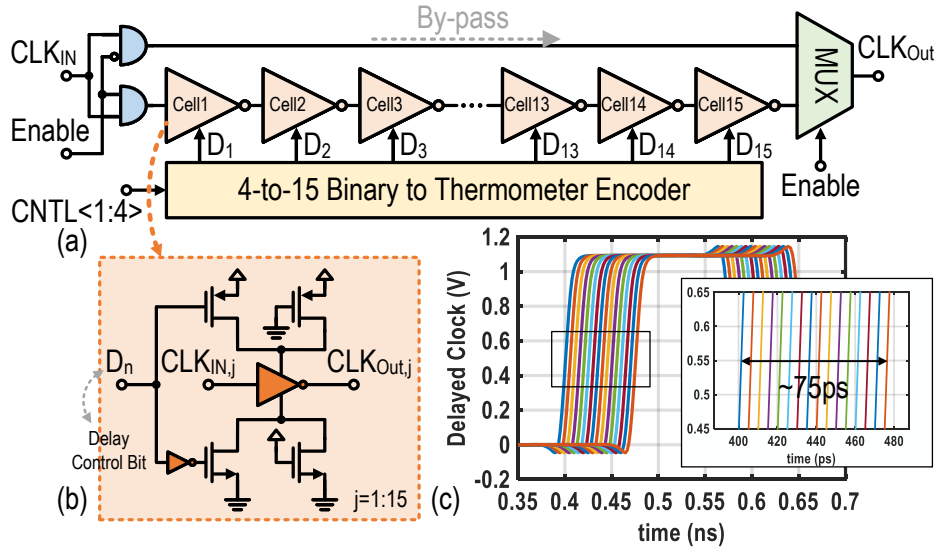 By-pass
CLK_IN
CLK_Out
MUX
Cell1 Cell2 Cell3 Cell13 Cell14 Cell15
Enable
D_1 D_2 D_3 D_13 D_14 D_15
4-to-15 Binary to Thermometer Encoder
Enable
CNTL<1:4>
(a)
D_n
CLK_IN,j
CLK_Out,j
Delay
Control Bit
(b)
j=1:15
(c)
Delayed Clock (V)
1.2
1
0.8
0.6
0.4
0.2
0
-0.2
0.35 0.4 0.45 0.5 0.55 0.6 0.65 0.7
time (ns)
0.65
0.6
0.55
0.5
0.45
~75ps
400 420 440 460 480
time (ps)